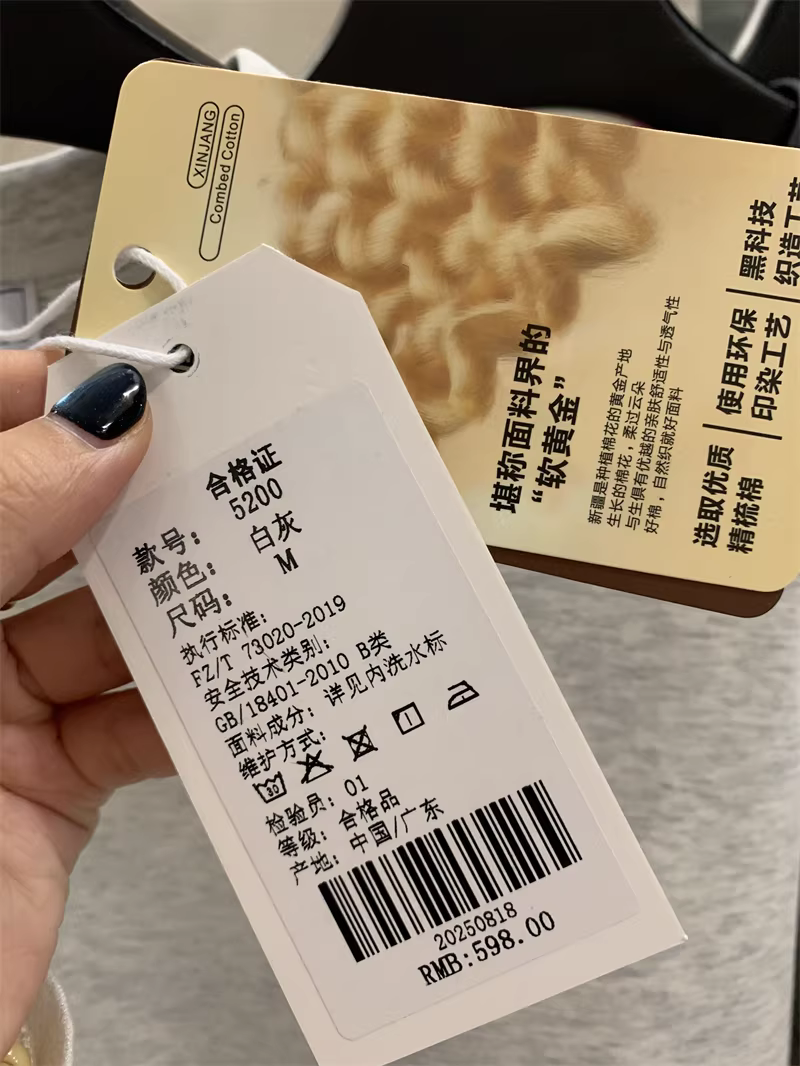 XINJANG
Combed Cotton
堪称面料界的
“软黄金”
新疆是种植棉花的黄金产地
生长的棉花，柔过云朵
与生俱有优越的亲肤舒适性与透气性
好棉，自然织就好面料
选取优质
精梳棉
使用环保
印染工艺
黑科技
织造工艺
合格证
款号： 5200
颜色： 白灰
尺码： M
执行标准：
FZ/T 73020-2019
安全技术类别：
GB/18401-2010 B类
面料成分：详见内洗水标
维护方式：
30
检验员：01
等级：合格品
产地：中国/广东
20250818
RMB:598.00